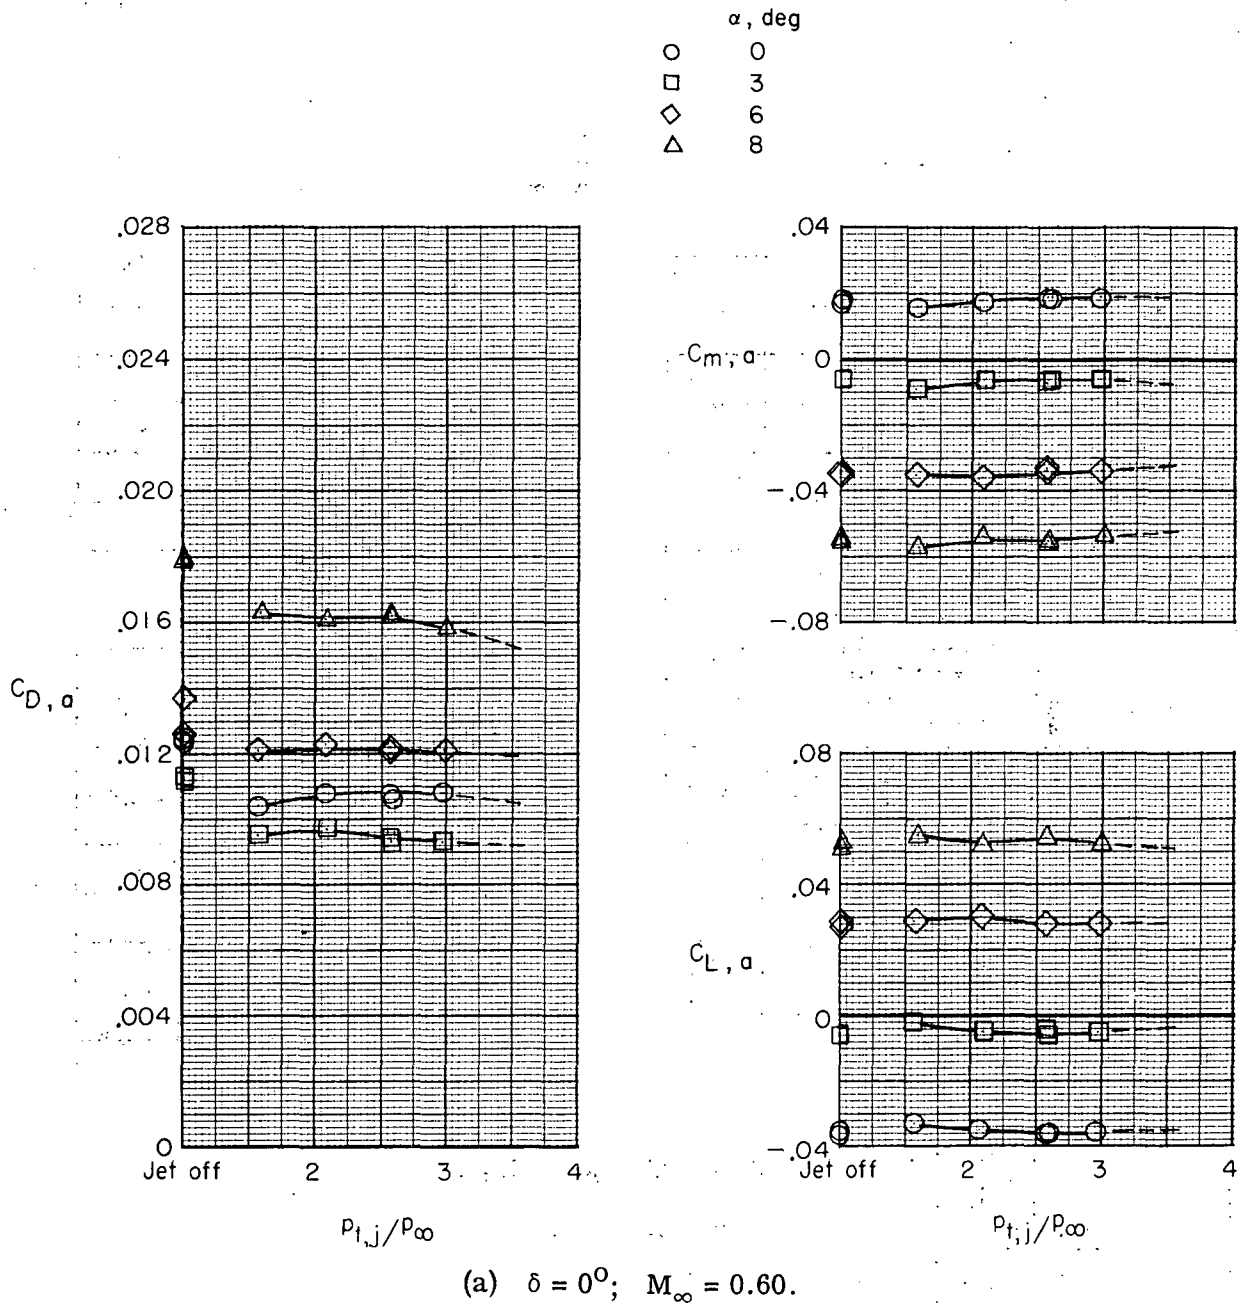 α, deg
0
3
6
8
.028
.024
.020
.016
C_D,a
.012
.008
.004
0
Jet off 2 3 4
p_t,j/p_∞
.04
C_m,a
0
-.04
-.08
.08
.04
C_L,a
0
-.04
Jet off 2 3 4
p_t,j/p_∞
(a) δ = 0°; M_∞ = 0.60.